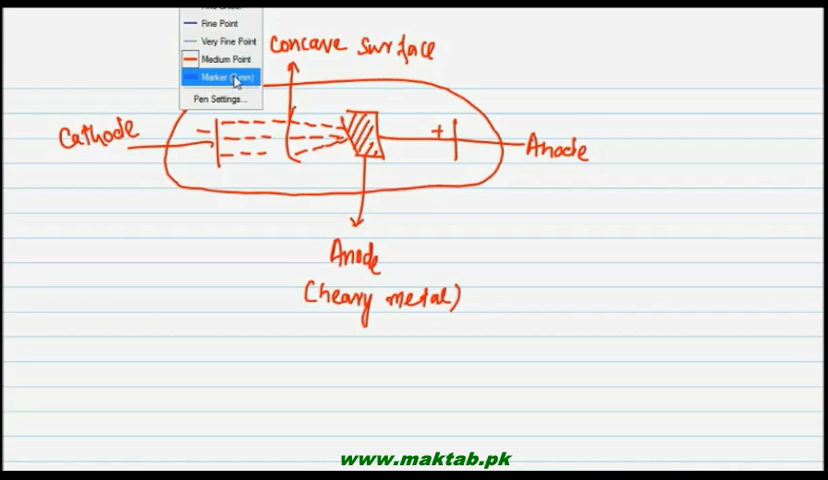 Fine Point
Very Fine Point
Medium Point
Pen Settings...
Concave Surface
Cathode
−
+
Anode
Anode
(heavy metal)
www.maktab.pk